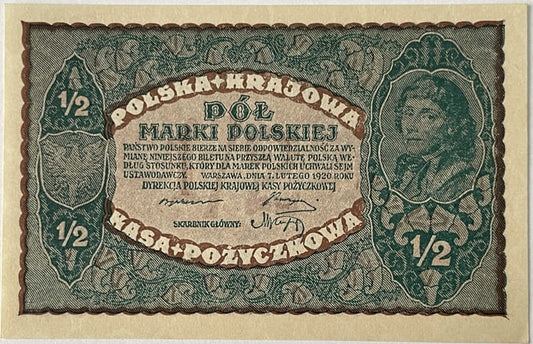 POLSKA KRAJOWA
1/2
PÓŁ
MARKI POLSKIEJ
PAŃSTWO POLSKIE BIERZE NA SIEBIE ODPOWIEDZIALNOŚĆ ZA WY-
MIANĘ NINIEJSZEGO BILETU NA PRZYSZŁĄ WALUTĘ POLSKĄ WE-
DŁUG STOSUNKU, KTÓRY DLA MAREK POLSKICH UCHWALI SEJM
USTAWODAWCZY. WARSZAWA, DNIA 7. LUTEGO 1920 ROKU
DYREKCJA POLSKIEJ KRAJOWEJ KASY POŻYCZKOWEJ
SKARBNIK GŁÓWNY:
1/2
1/2
KASA POŻYCZKOWA